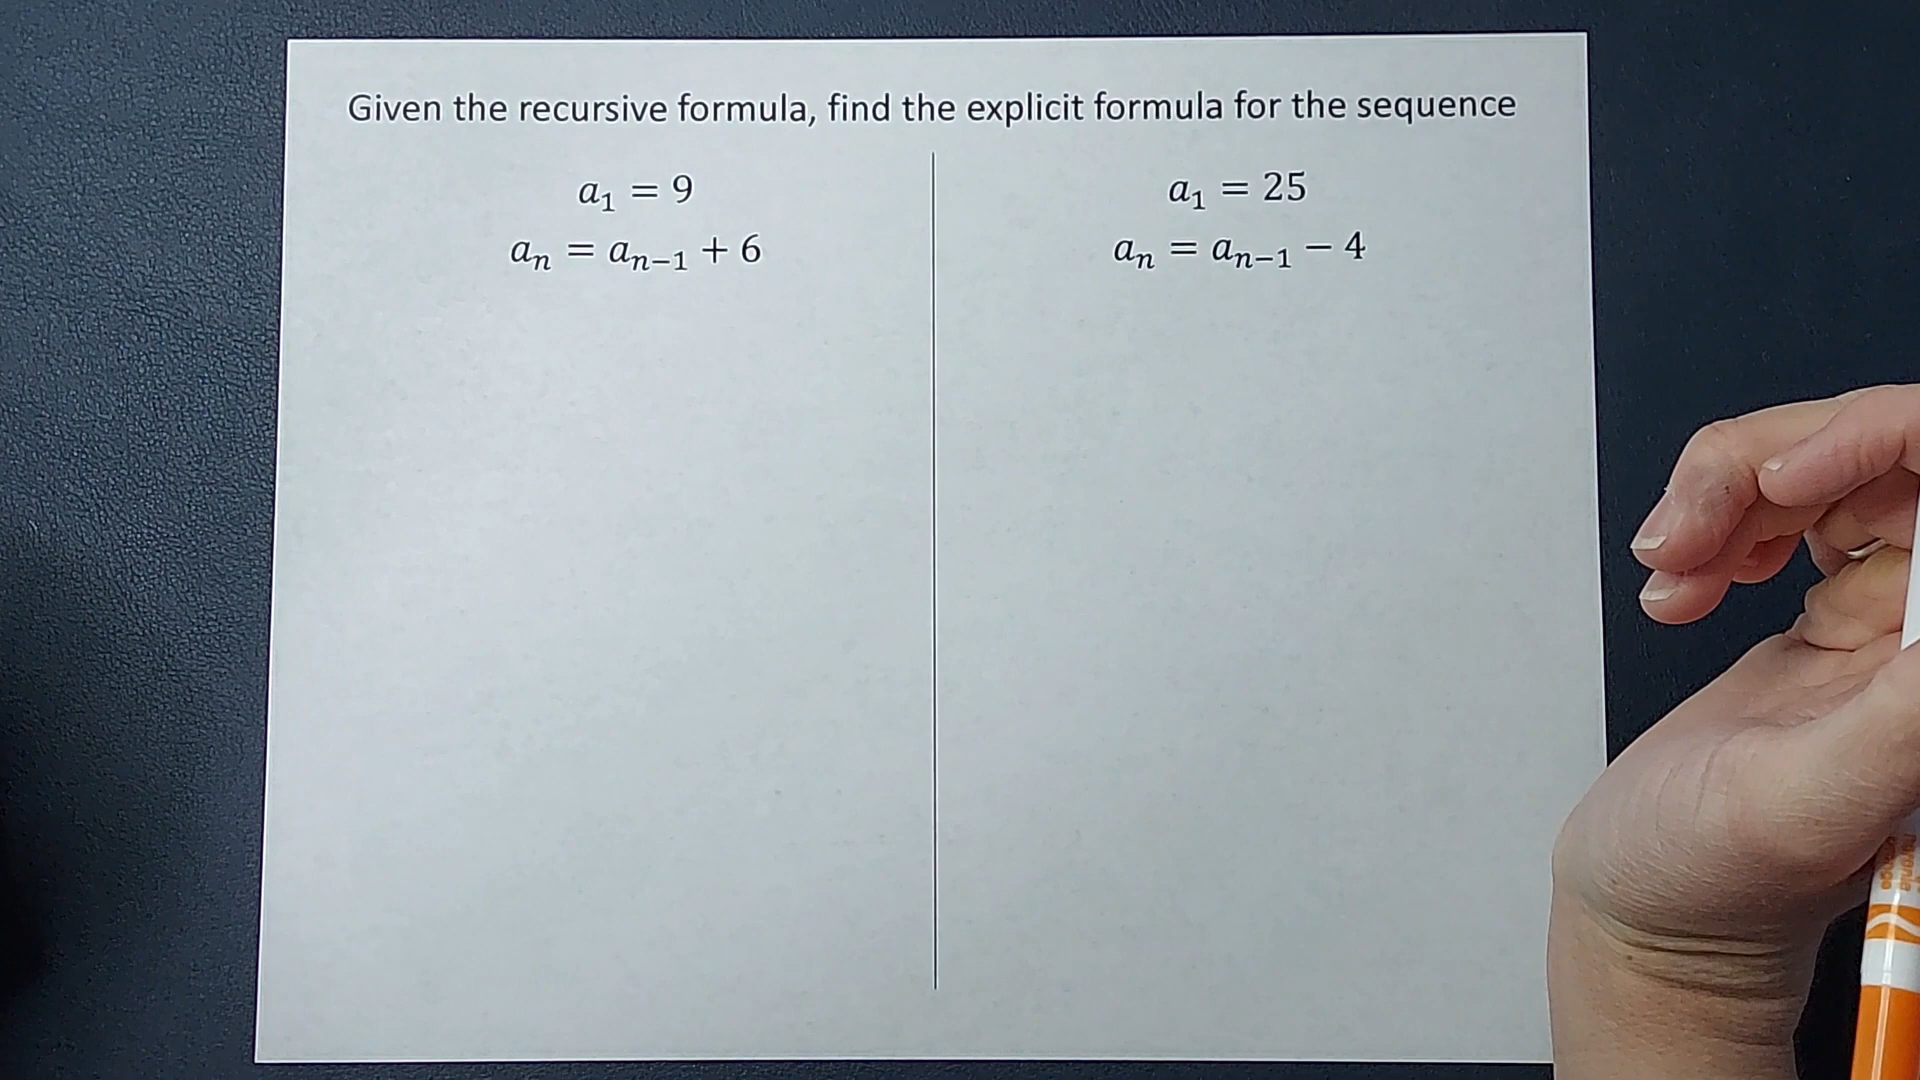 Given the recursive formula, find the explicit formula for the sequence
a₁ = 9
aₙ = aₙ₋₁ + 6
a₁ = 25
aₙ = aₙ₋₁ − 4